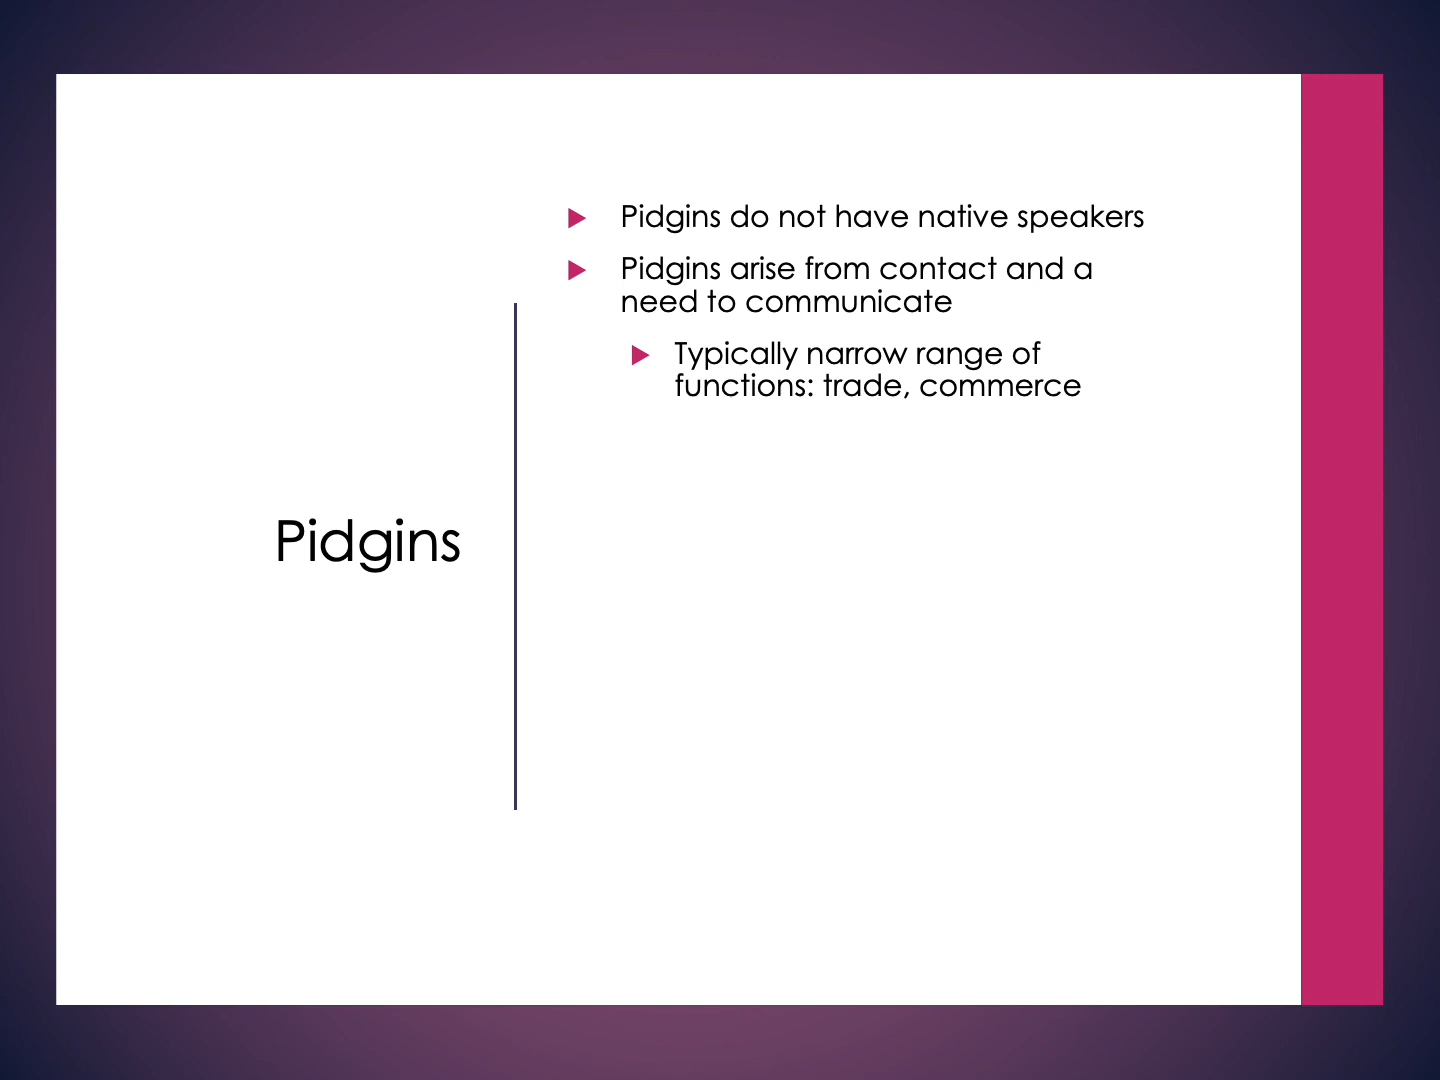 Pidgins do not have native speakers
Pidgins arise from contact and a
need to communicate
Typically narrow range of
functions: trade, commerce
Pidgins